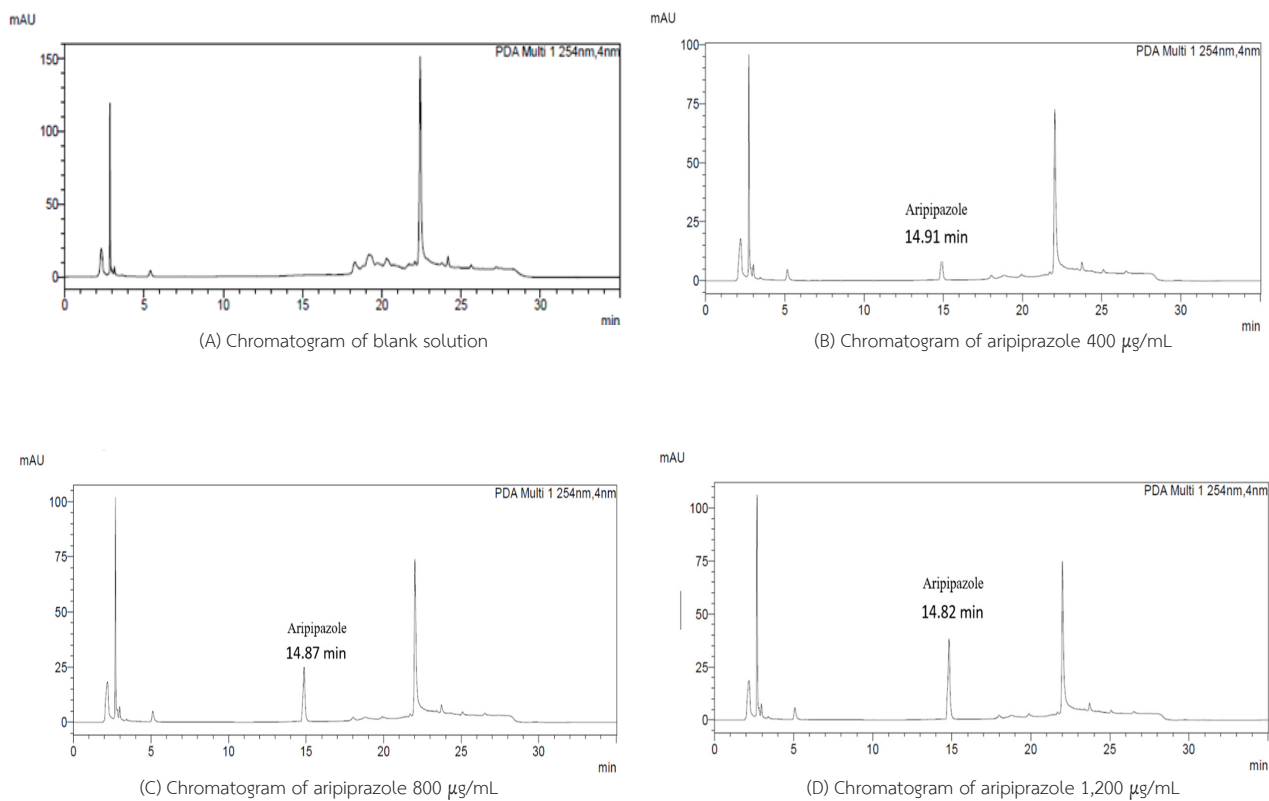 mAU
PDA Multi 1 254nm,4nm
150
100
50
0
0 5 10 15 20 25 30
min
(A) Chromatogram of blank solution
mAU
PDA Multi 1 254nm,4nm
100
75
50
25
0
Aripipazole
14.91 min
0 5 10 15 20 25 30
min
(B) Chromatogram of aripiprazole 400 µg/mL
mAU
PDA Multi 1 254nm,4nm
100
75
50
25
0
Aripipazole
14.87 min
0 5 10 15 20 25 30
min
(C) Chromatogram of aripiprazole 800 µg/mL
mAU
PDA Multi 1 254nm,4nm
100
75
50
25
0
Aripipazole
14.82 min
0 5 10 15 20 25 30
min
(D) Chromatogram of aripiprazole 1,200 µg/mL